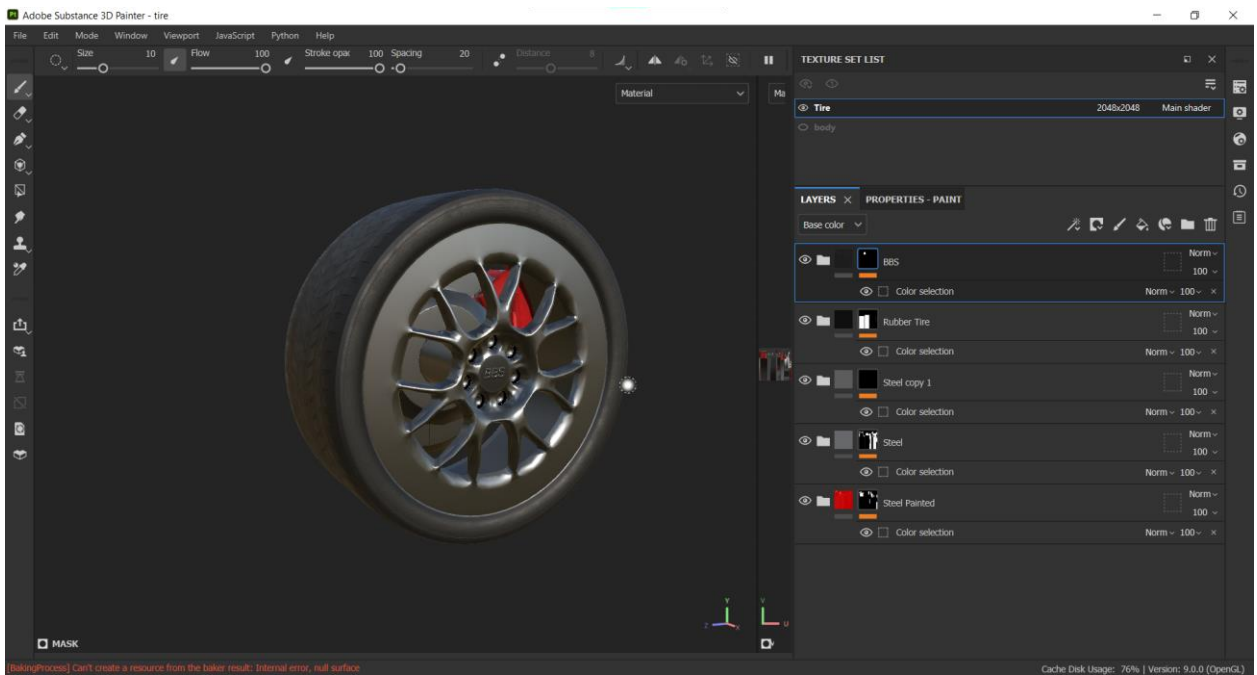 Adobe Substance 3D Painter - tire
File Edit Mode Window Viewport JavaScript Python Help
Size 10 Flow 100 Stroke opac 100 Spacing 20 Distance 8
Material
Ma
TEXTURE SET LIST
Tire 2048x2048 Main shader
body
LAYERS PROPERTIES - PAINT
Base color
BBS Norm 100
Color selection Norm 100
Rubber Tire Norm 100
Color selection Norm 100
Steel copy 1 Norm 100
Color selection Norm 100
Steel Norm 100
Color selection Norm 100
Steel Painted Norm 100
Color selection Norm 100
BBS
Y
Z X
V
U
MASK
[BakingProcess] Can't create a resource from the baker result: Internal error, null surface
Cache Disk Usage: 76% | Version: 9.0.0 (OpenGL)